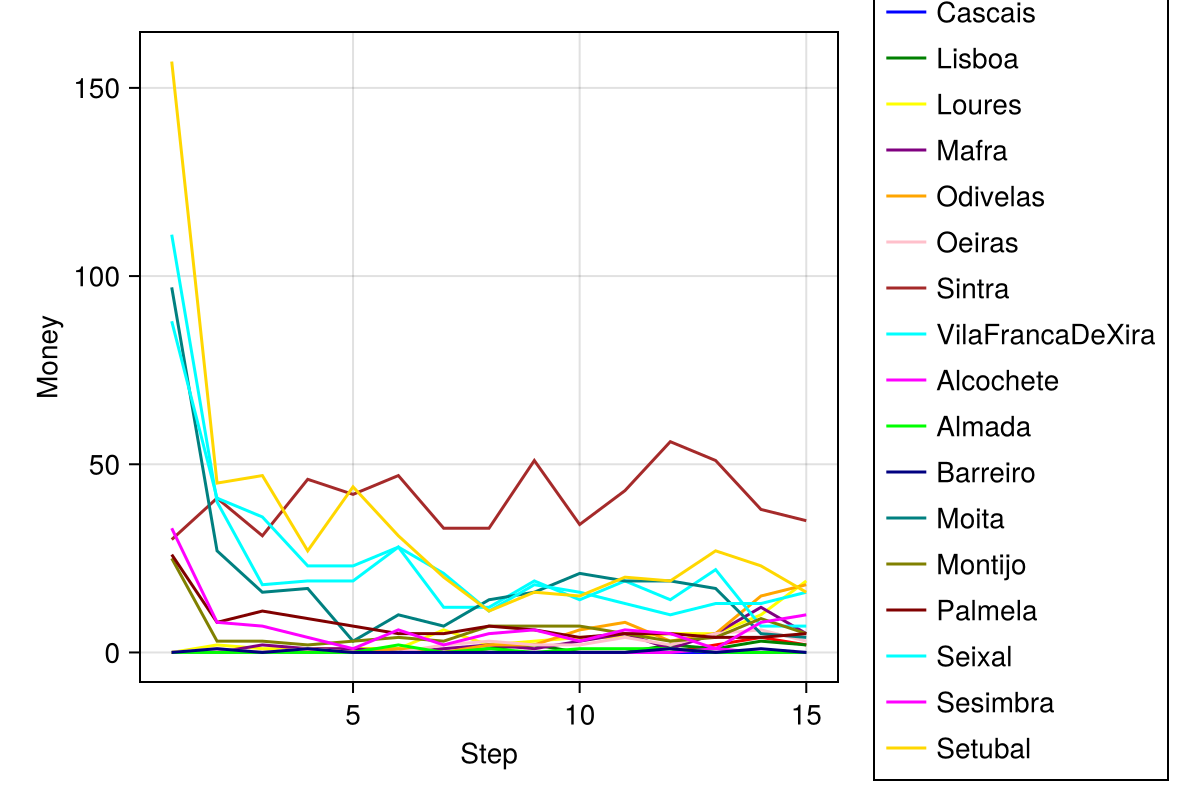 150
100
50
0
Money
5
10
15
Step
Cascais
Lisboa
Loures
Mafra
Odivelas
Oeiras
Sintra
VilaFrancaDeXira
Alcochete
Almada
Barreiro
Moita
Montijo
Palmela
Seixal
Sesimbra
Setubal